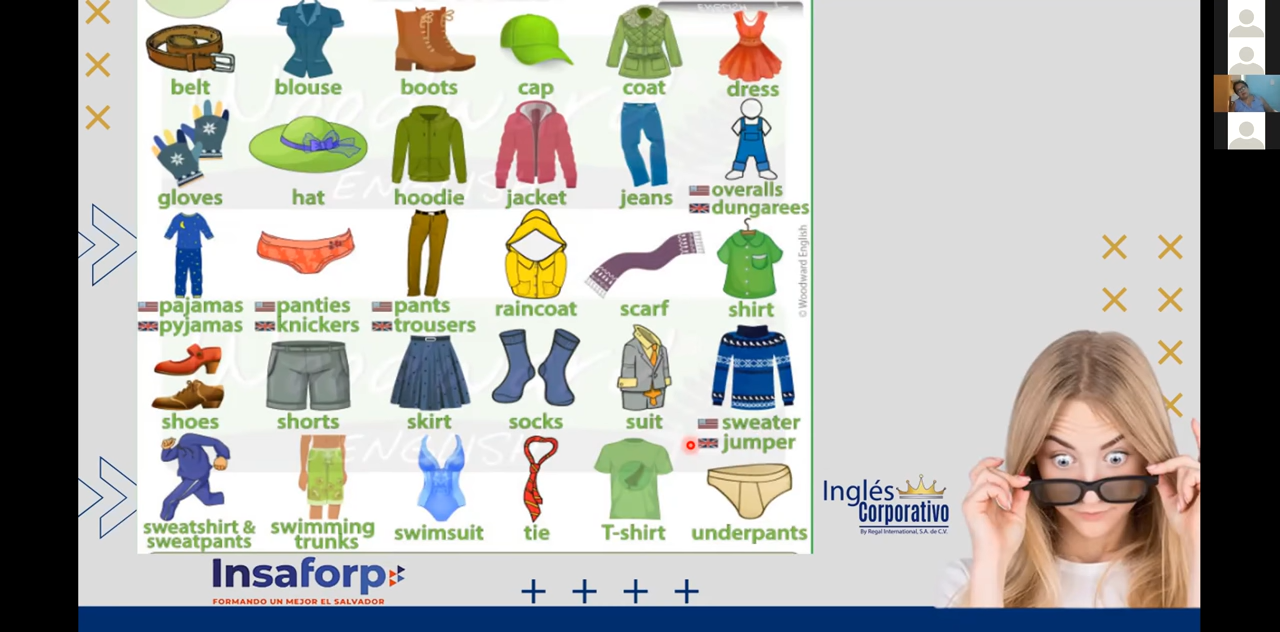 belt blouse boots cap coat dress
gloves hat hoodie jacket jeans overalls
dungarees
pajamas panties pants raincoat scarf shirt
pyjamas knickers trousers
shoes shorts skirt socks suit sweater
jumper
sweatshirt & swimming swimsuit tie T-shirt underpants
sweatpants trunks
© Woodward English
Inglés
Corporativo
By Regal International, S.A. de C.V.
Insaforp
FORMANDO UN MEJOR EL SALVADOR